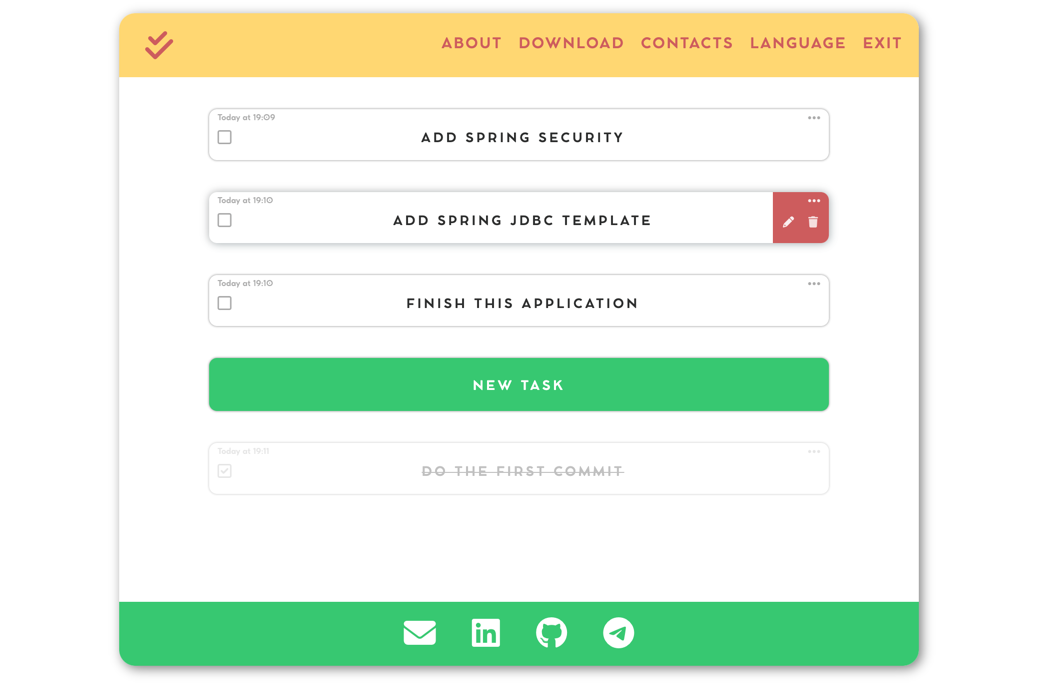 ABOUT DOWNLOAD CONTACTS LANGUAGE EXIT
Today at 19:09
ADD SPRING SECURITY
Today at 19:10
ADD SPRING JDBC TEMPLATE
Today at 19:10
FINISH THIS APPLICATION
NEW TASK
Today at 19:11
DO THE FIRST COMMIT
in